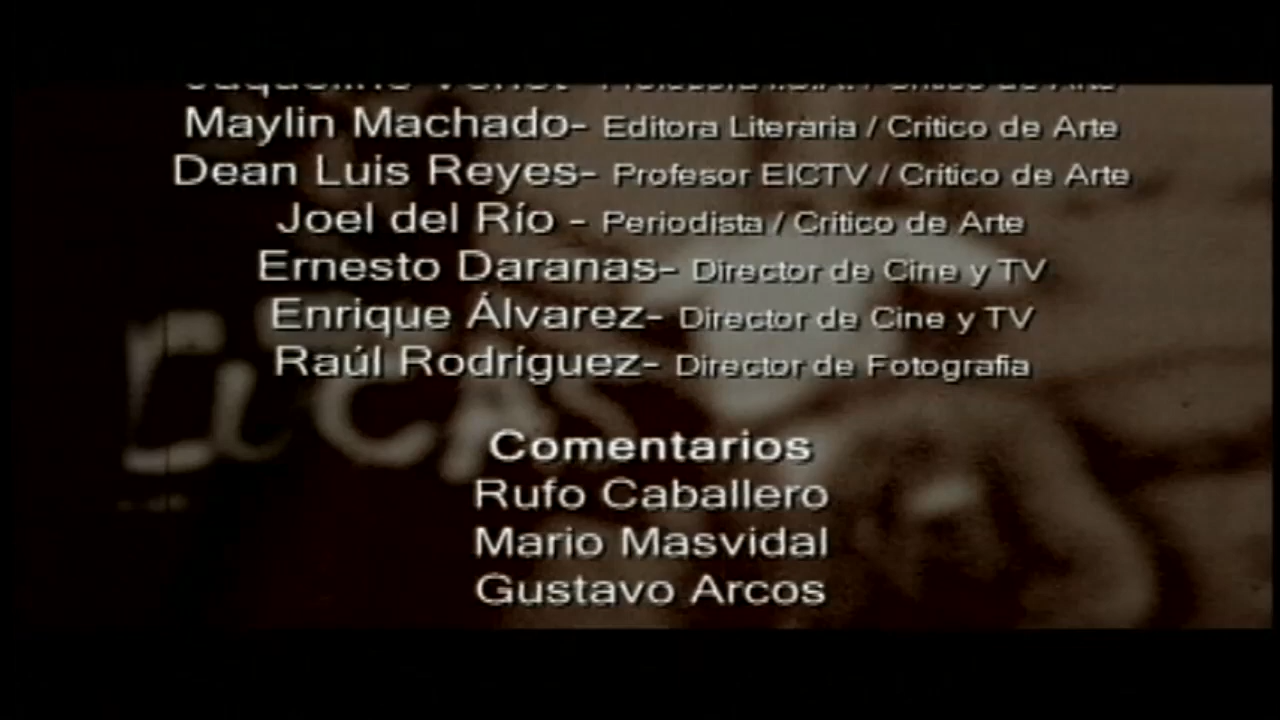 Maylin Machado- Editora Literaria / Critico de Arte
Dean Luis Reyes- Profesor EICTV / Critico de Arte
Joel del Río - Periodista / Critico de Arte
Ernesto Daranas- Director de Cine y TV
Enrique Álvarez- Director de Cine y TV
Raúl Rodríguez- Director de Fotografia
LUCAS
Comentarios
Rufo Caballero
Mario Masvidal
Gustavo Arcos